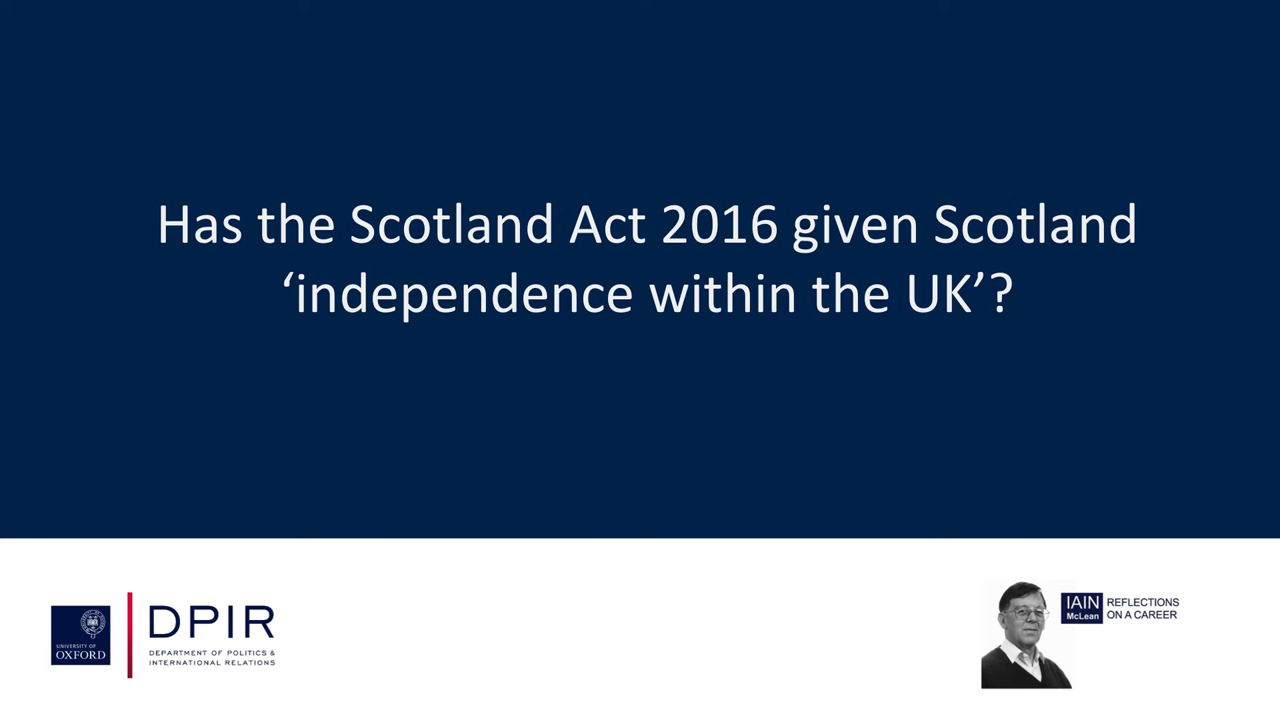 Has the Scotland Act 2016 given Scotland
‘independence within the UK’?
UNIVERSITY OF
OXFORD
DPIR
DEPARTMENT OF POLITICS &
INTERNATIONAL RELATIONS
IAIN
McLean
REFLECTIONS
ON A CAREER